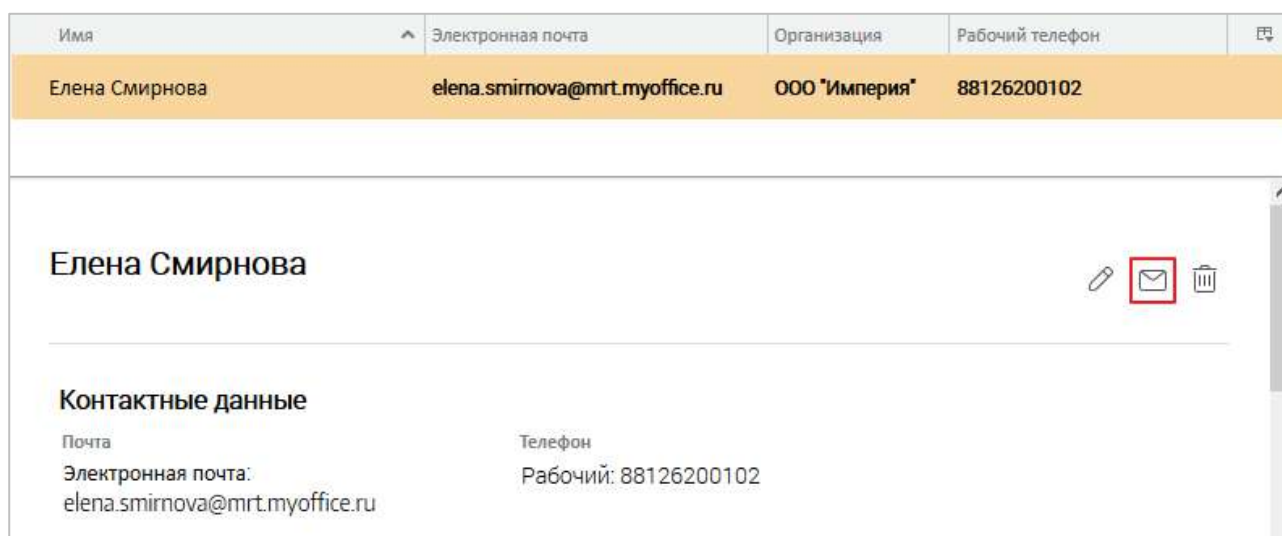 Имя Электронная почта Организация Рабочий телефон
Елена Смирнова elena.smirnova@mrt.myoffice.ru ООО "Империя" 88126200102
Елена Смирнова
Контактные данные
Почта Телефон
Электронная почта: Рабочий: 88126200102
elena.smirnova@mrt.myoffice.ru